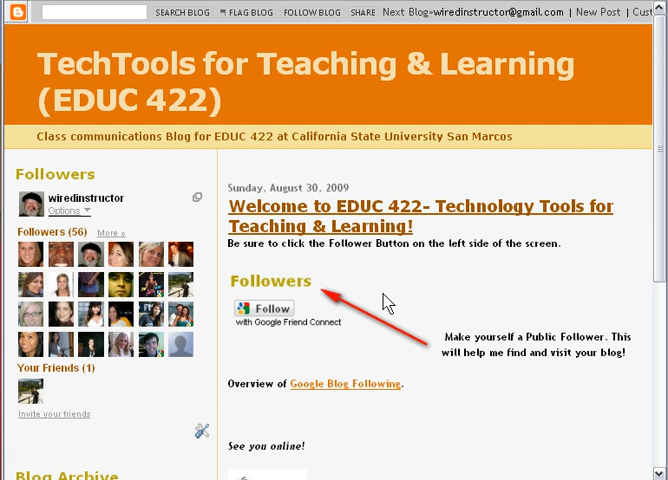 SEARCH BLOG FLAG BLOG FOLLOW BLOG SHARE Next Blog» wiredinstructor@gmail.com | New Post | Cust
TechTools for Teaching & Learning
(EDUC 422)
Class communications Blog for EDUC 422 at California State University San Marcos
Followers
wiredinstructor
Options
Followers (56) More »
Your Friends (1)
Invite your friends
Blog Archive
Sunday, August 30, 2009
Welcome to EDUC 422- Technology Tools for
Teaching & Learning!
Be sure to click the Follower Button on the left side of the screen.
Followers
Follow
with Google Friend Connect
Make yourself a Public Follower. This
will help me find and visit your blog!
Overview of Google Blog Following.
See you online!